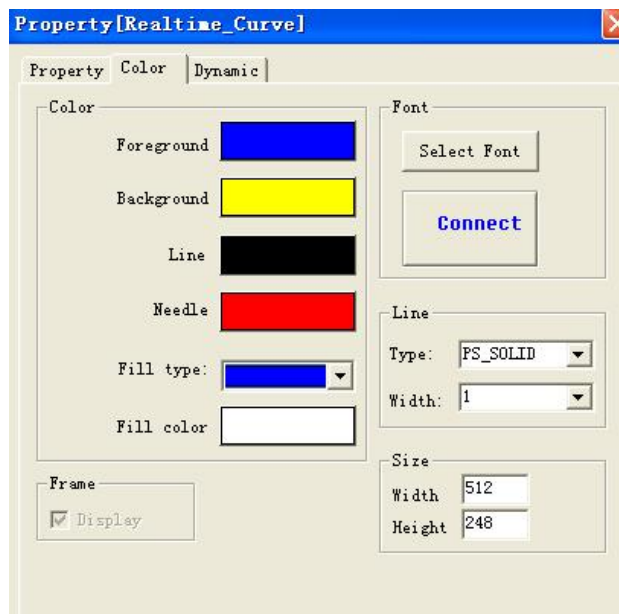 Property[Realtime_Curve]
Property Color Dynamic
Color
Foreground
Background
Line
Needle
Fill type:
Fill color
Frame
Display
Font
Select Font
Connect
Line
Type: PS_SOLID
Width: 1
Size
Width 512
Height 248